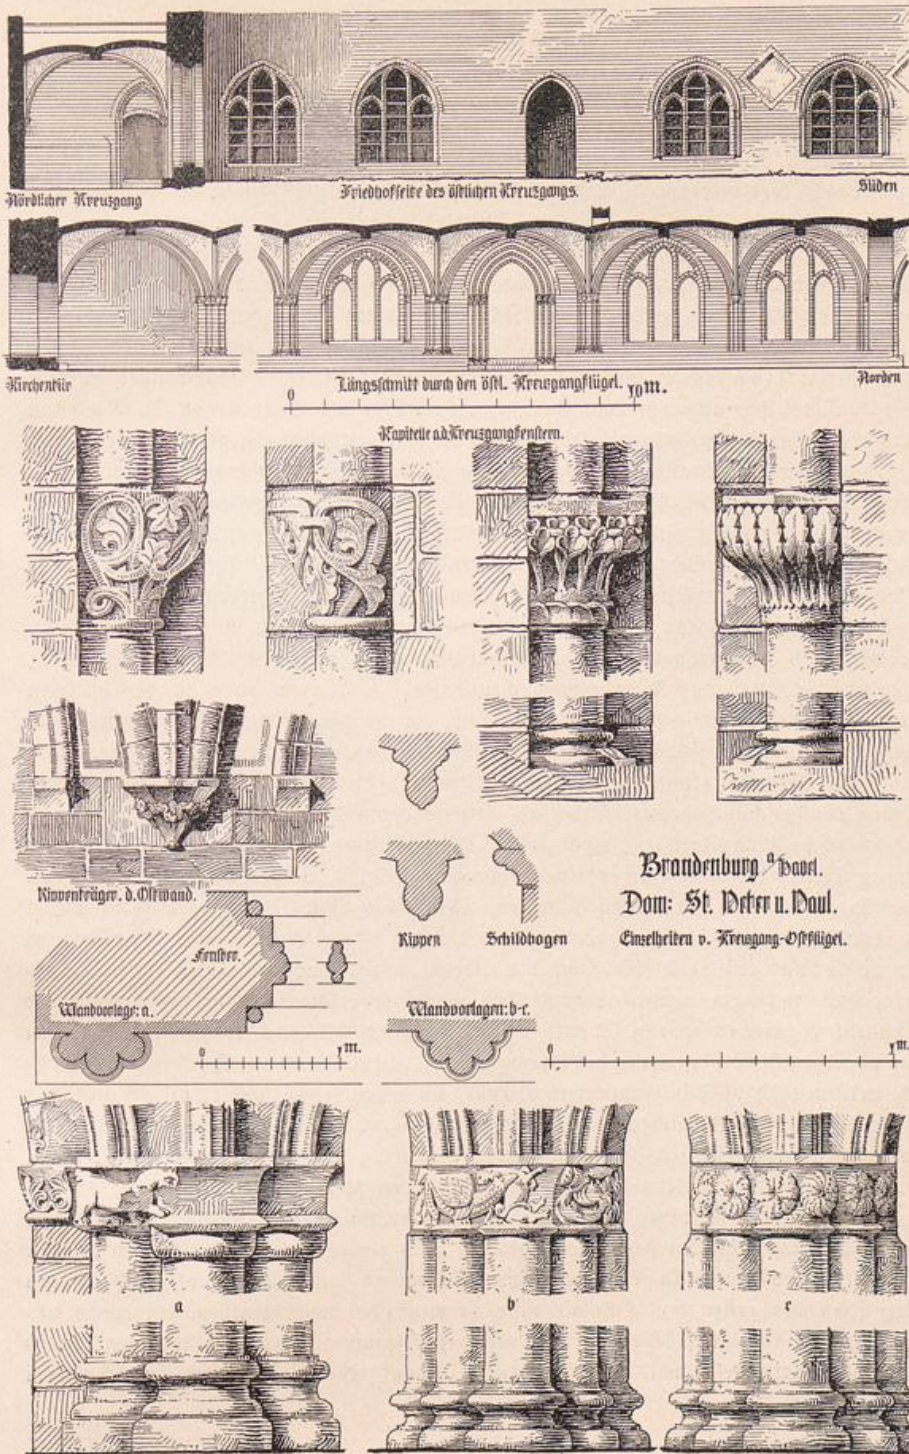 Nördlicher Kreuzgang
Friedhofseite des östlichen Kreuzgangs.
Süden
Kirchentür
Längsschnitt durch den östl. Kreuzgangflügel.
Norden
0 10 m.
Kapitelle a.d. Kreuzgangfenstern.
Rippenträger. d. Ostwand.
Rippen
Schildbogen
Brandenburg a/Havel.
Dom: St. Peter u. Paul.
Einzelheiten v. Kreuzgang-Ostflügel.
Fenster.
Wandvorlage: a.
Wandvorlagen: b-c.
0 1 m.
0 1 m.
a
b
c